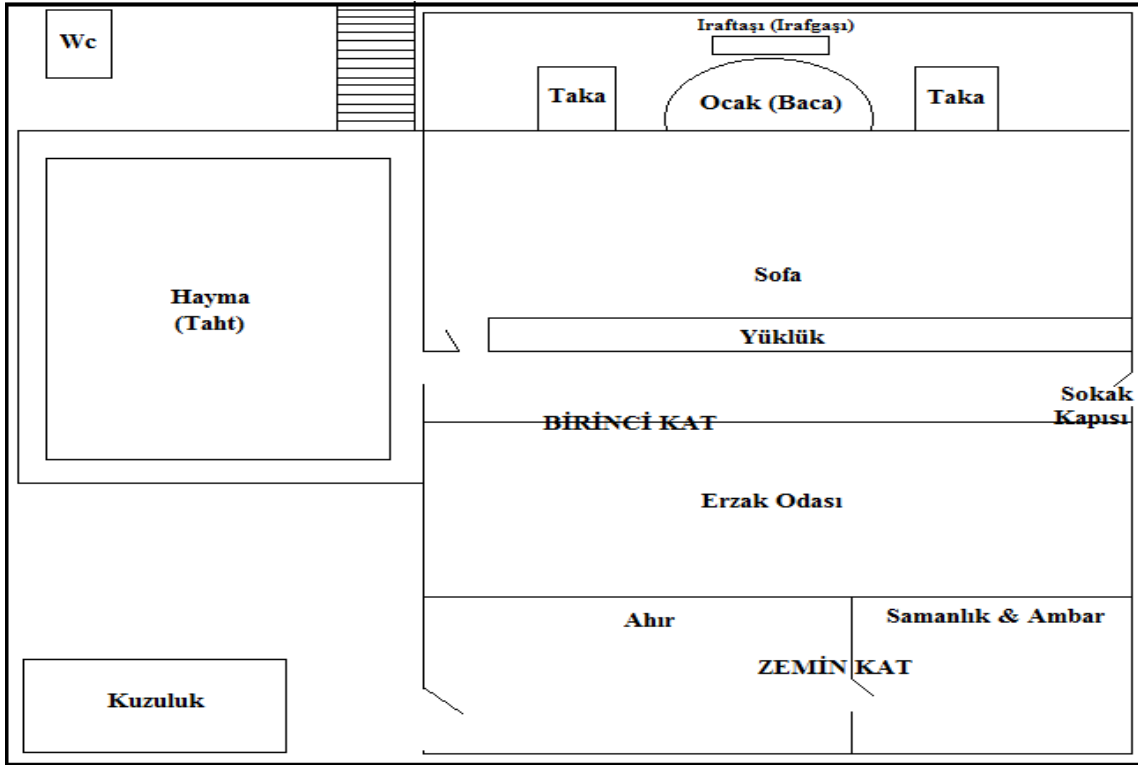 Wc
Iraftaşı (Irafgaşı)
Taka
Ocak (Baca)
Taka
Sofa
Hayma
(Taht)
Yüklük
Sokak
Kapısı
BİRİNCİ KAT
Erzak Odası
Ahır
Samanlık & Ambar
ZEMİN KAT
Kuzuluk